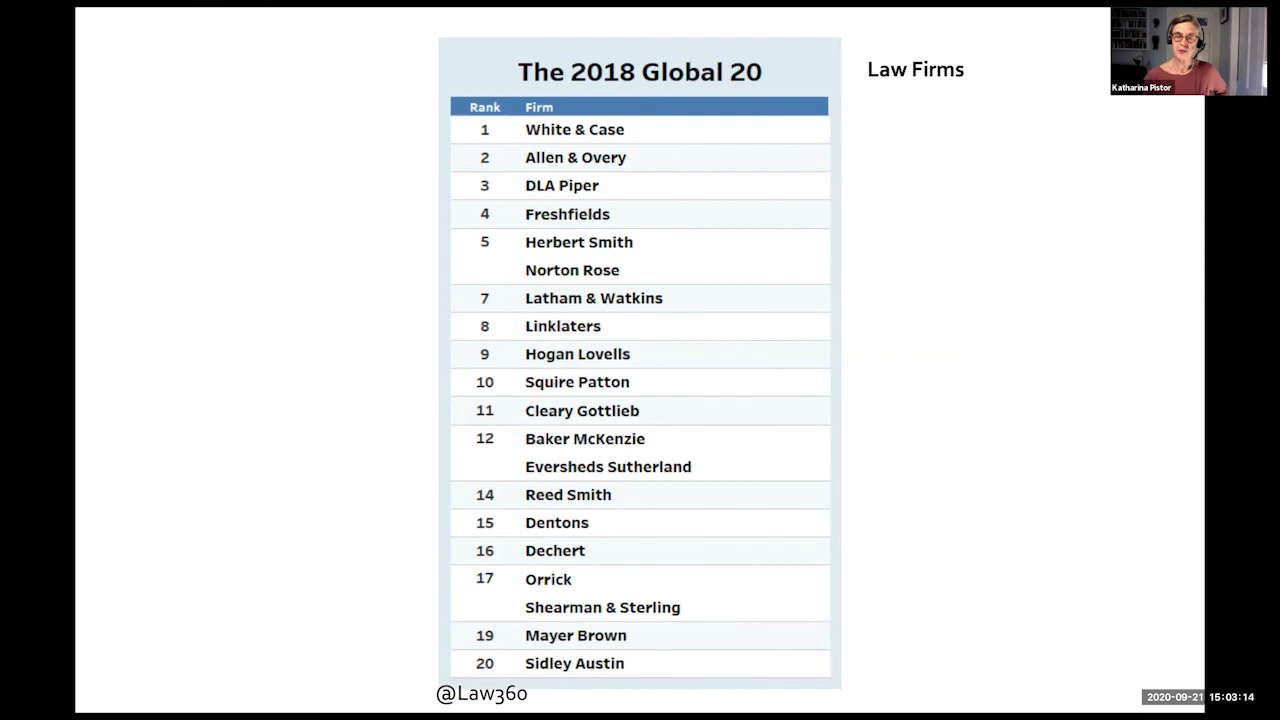 The 2018 Global 20
Law Firms
Katharina Pistor
Rank Firm
1 White & Case
2 Allen & Overy
3 DLA Piper
4 Freshfields
5 Herbert Smith
Norton Rose
7 Latham & Watkins
8 Linklaters
9 Hogan Lovells
10 Squire Patton
11 Cleary Gottlieb
12 Baker McKenzie
Eversheds Sutherland
14 Reed Smith
15 Dentons
16 Dechert
17 Orrick
Shearman & Sterling
19 Mayer Brown
20 Sidley Austin
@Law360
2020-09-21 15:03:14